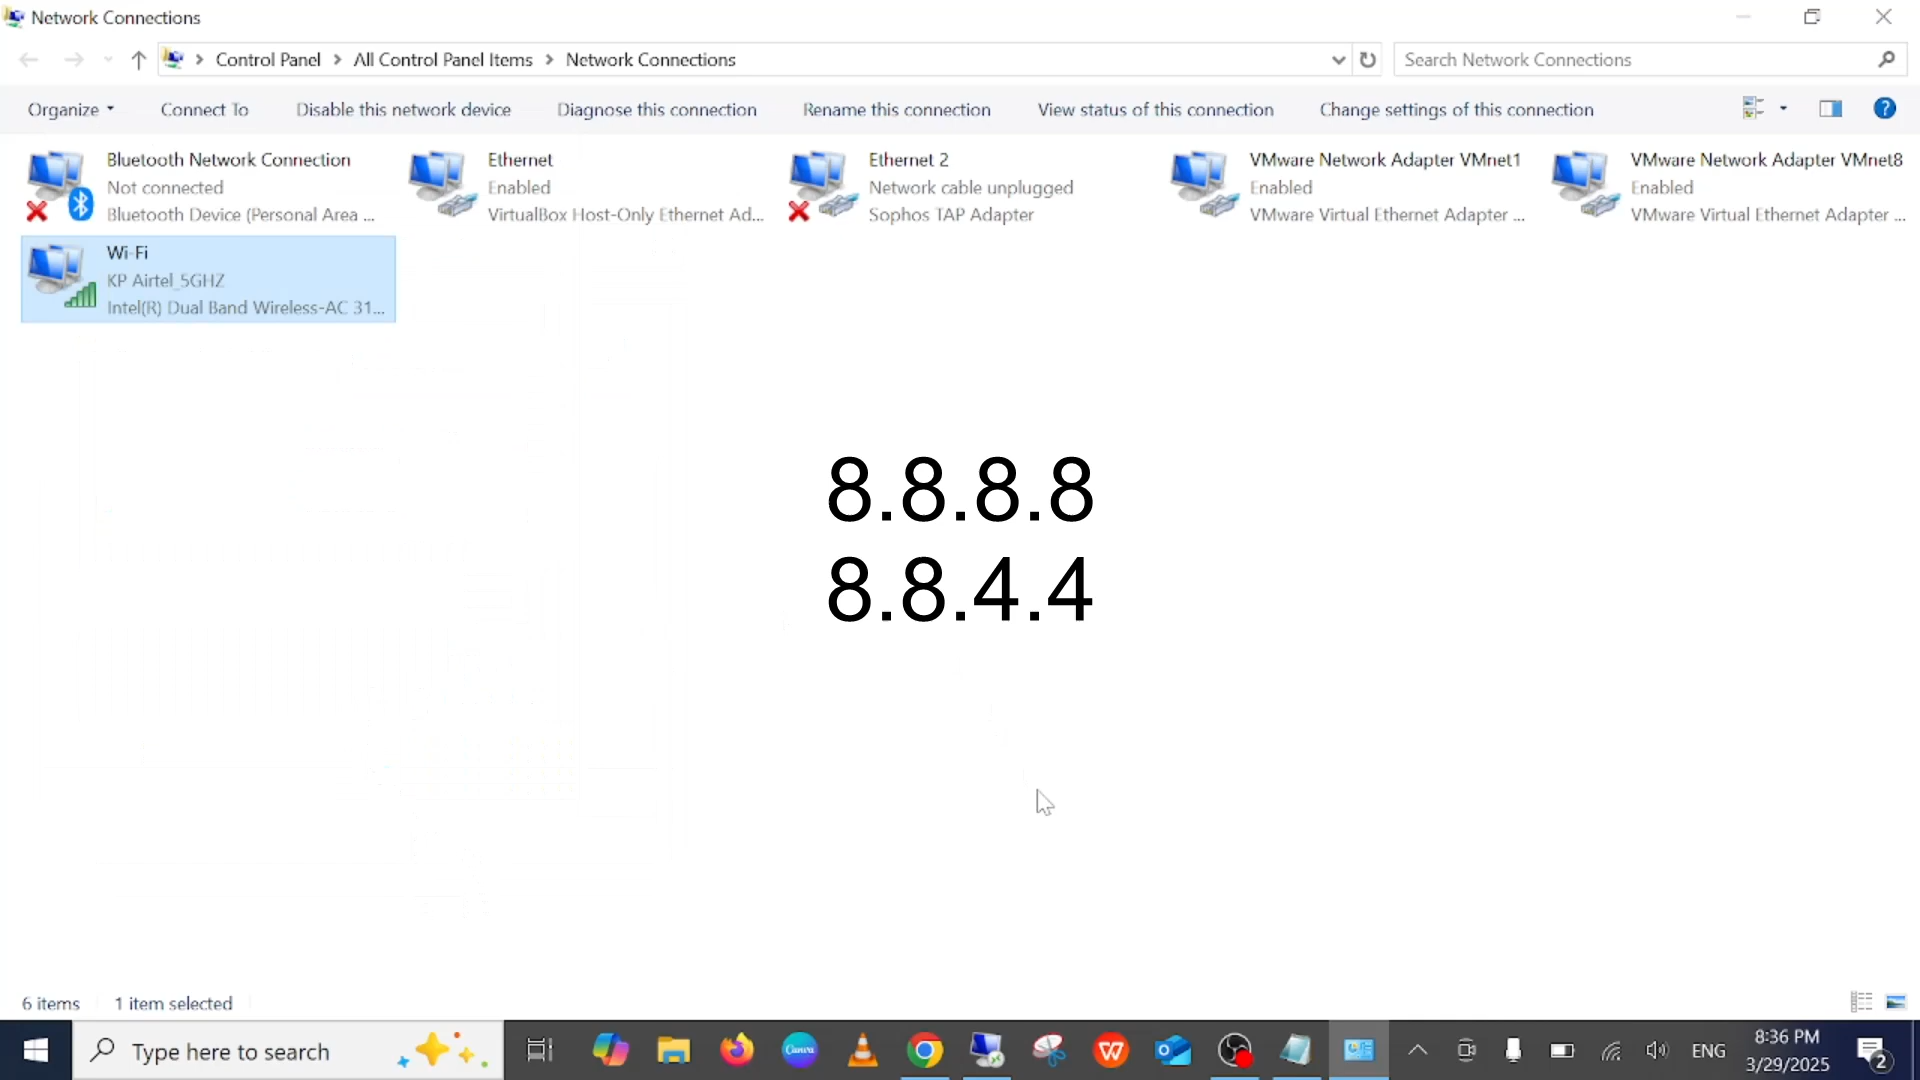 Network Connections
Control Panel > All Control Panel Items > Network Connections
Search Network Connections
Organize
Connect To
Disable this network device
Diagnose this connection
Rename this connection
View status of this connection
Change settings of this connection
Bluetooth Network Connection
Not connected
Bluetooth Device (Personal Area ...
Ethernet
Enabled
VirtualBox Host-Only Ethernet Ad...
Ethernet 2
Network cable unplugged
Sophos TAP Adapter
VMware Network Adapter VMnet1
Enabled
VMware Virtual Ethernet Adapter ...
VMware Network Adapter VMnet8
Enabled
VMware Virtual Ethernet Adapter ...
Wi-Fi
KP Airtel_5GHZ
Intel(R) Dual Band Wireless-AC 31...
8.8.8.8
8.8.4.4
6 items
1 item selected
Type here to search
Canva
W
ENG
8:36 PM
3/29/2025
2